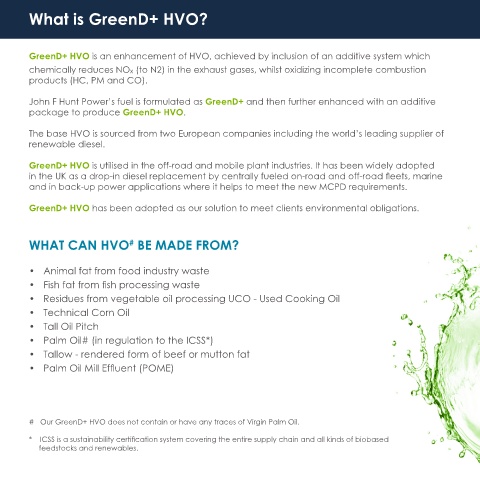 What is GreenD+ HVO?
GreenD+ HVO is an enhancement of HVO, achieved by inclusion of an additive system which
chemically reduces NOx (to N2) in the exhaust gases, whilst oxidizing incomplete combustion
products (HC, PM and CO).
John F Hunt Power's fuel is formulated as GreenD+ and then further enhanced with an additive
package to produce GreenD+ HVO.
The base HVO is sourced from two European companies including the world's leading supplier of
renewable diesel.
GreenD+ HVO is utilised in the off-road and mobile plant industries. It has been widely adopted
in the UK as a drop-in diesel replacement by centrally fueled on-road and off-road fleets, marine
and in back-up power applications where it helps to meet the new MCPD requirements.
GreenD+ HVO has been adopted as our solution to meet clients environmental obligations.
WHAT CAN HVO# BE MADE FROM?
• Animal fat from food industry waste
• Fish fat from fish processing waste
• Residues from vegetable oil processing UCO - Used Cooking Oil
• Technical Corn Oil
• Tall Oil Pitch
• Palm Oil# (in regulation to the ICSS*)
• Tallow - rendered form of beef or mutton fat
• Palm Oil Mill Effluent (POME)
# Our GreenD+ HVO does not contain or have any traces of Virgin Palm Oil.
* ICSS is a sustainability certification system covering the entire supply chain and all kinds of biobased
feedstocks and renewables.